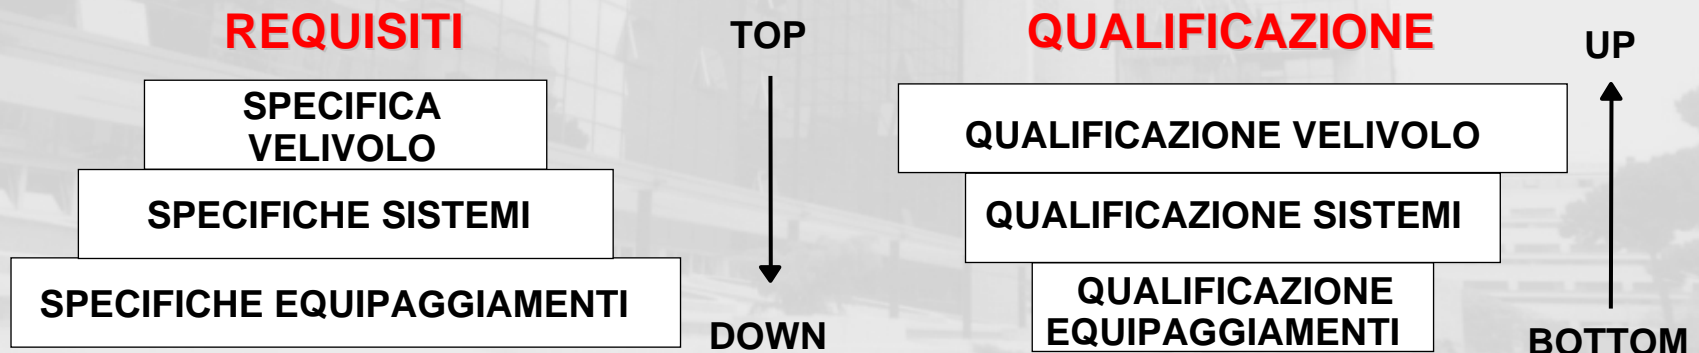 REQUISITI
SPECIFICA
VELIVOLO
SPECIFICHE SISTEMI
SPECIFICHE EQUIPAGGIAMENTI
TOP
DOWN
QUALIFICAZIONE
QUALIFICAZIONE VELIVOLO
QUALIFICAZIONE SISTEMI
QUALIFICAZIONE
EQUIPAGGIAMENTI
UP
BOTTOM